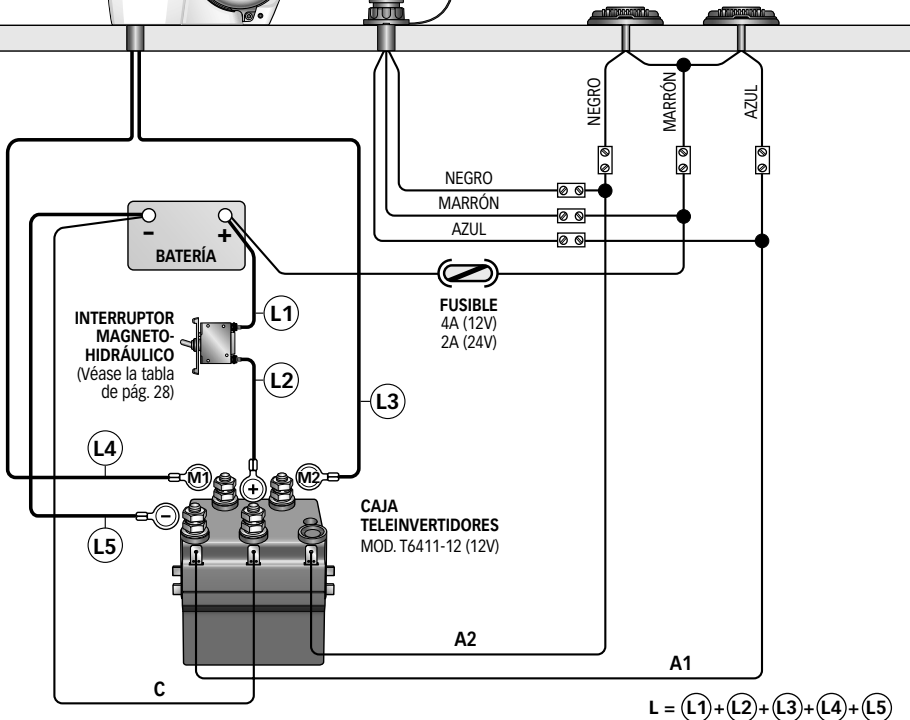 NEGRO
MARRÓN
AZUL
NEGRO
MARRÓN
AZUL
- +
BATERÍA
FUSIBLE
4A (12V)
2A (24V)
INTERRUPTOR
MAGNETO-
HIDRÁULICO
(Véase la tabla
de pág. 28)
L1
L2
L3
L4
M1
+
M2
-
L5
CAJA
TELEINVERTIDORES
MOD. T6411-12 (12V)
A2
A1
C
L = L1+L2+L3+L4+L5